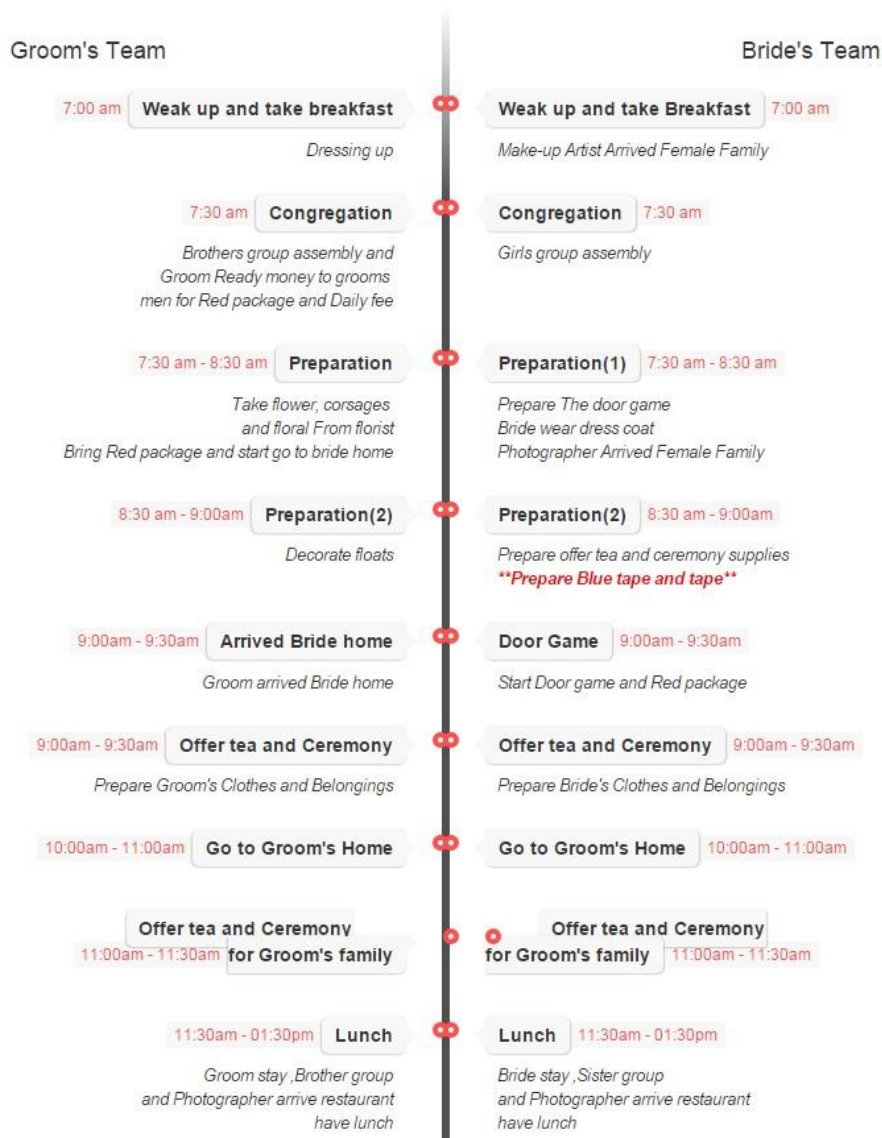 Groom's Team
Bride's Team
7:00 am Weak up and take breakfast
Dressing up
Weak up and take Breakfast 7:00 am
Make-up Artist Arrived Female Family
7:30 am Congregation
Brothers group assembly and
Groom Ready money to grooms
men for Red package and Daily fee
Congregation 7:30 am
Girls group assembly
7:30 am - 8:30 am Preparation
Take flower, corsages
and floral From florist
Bring Red package and start go to bride home
Preparation(1) 7:30 am - 8:30 am
Prepare The door game
Bride wear dress coat
Photographer Arrived Female Family
8:30 am - 9:00am Preparation(2)
Decorate floats
Preparation(2) 8:30 am - 9:00am
Prepare offer tea and ceremony supplies
**Prepare Blue tape and tape**
9:00am - 9:30am Arrived Bride home
Groom arrived Bride home
Door Game 9:00am - 9:30am
Start Door game and Red package
9:00am - 9:30am Offer tea and Ceremony
Prepare Groom's Clothes and Belongings
Offer tea and Ceremony 9:00am - 9:30am
Prepare Bride's Clothes and Belongings
10:00am - 11:00am Go to Groom's Home
Go to Groom's Home 10:00am - 11:00am
Offer tea and Ceremony
11:00am - 11:30am for Groom's family
Offer tea and Ceremony
for Groom's family 11:00am - 11:30am
11:30am - 01:30pm Lunch
Groom stay ,Brother group
and Photographer arrive restaurant
have lunch
Lunch 11:30am - 01:30pm
Bride stay ,Sister group
and Photographer arrive restaurant
have lunch